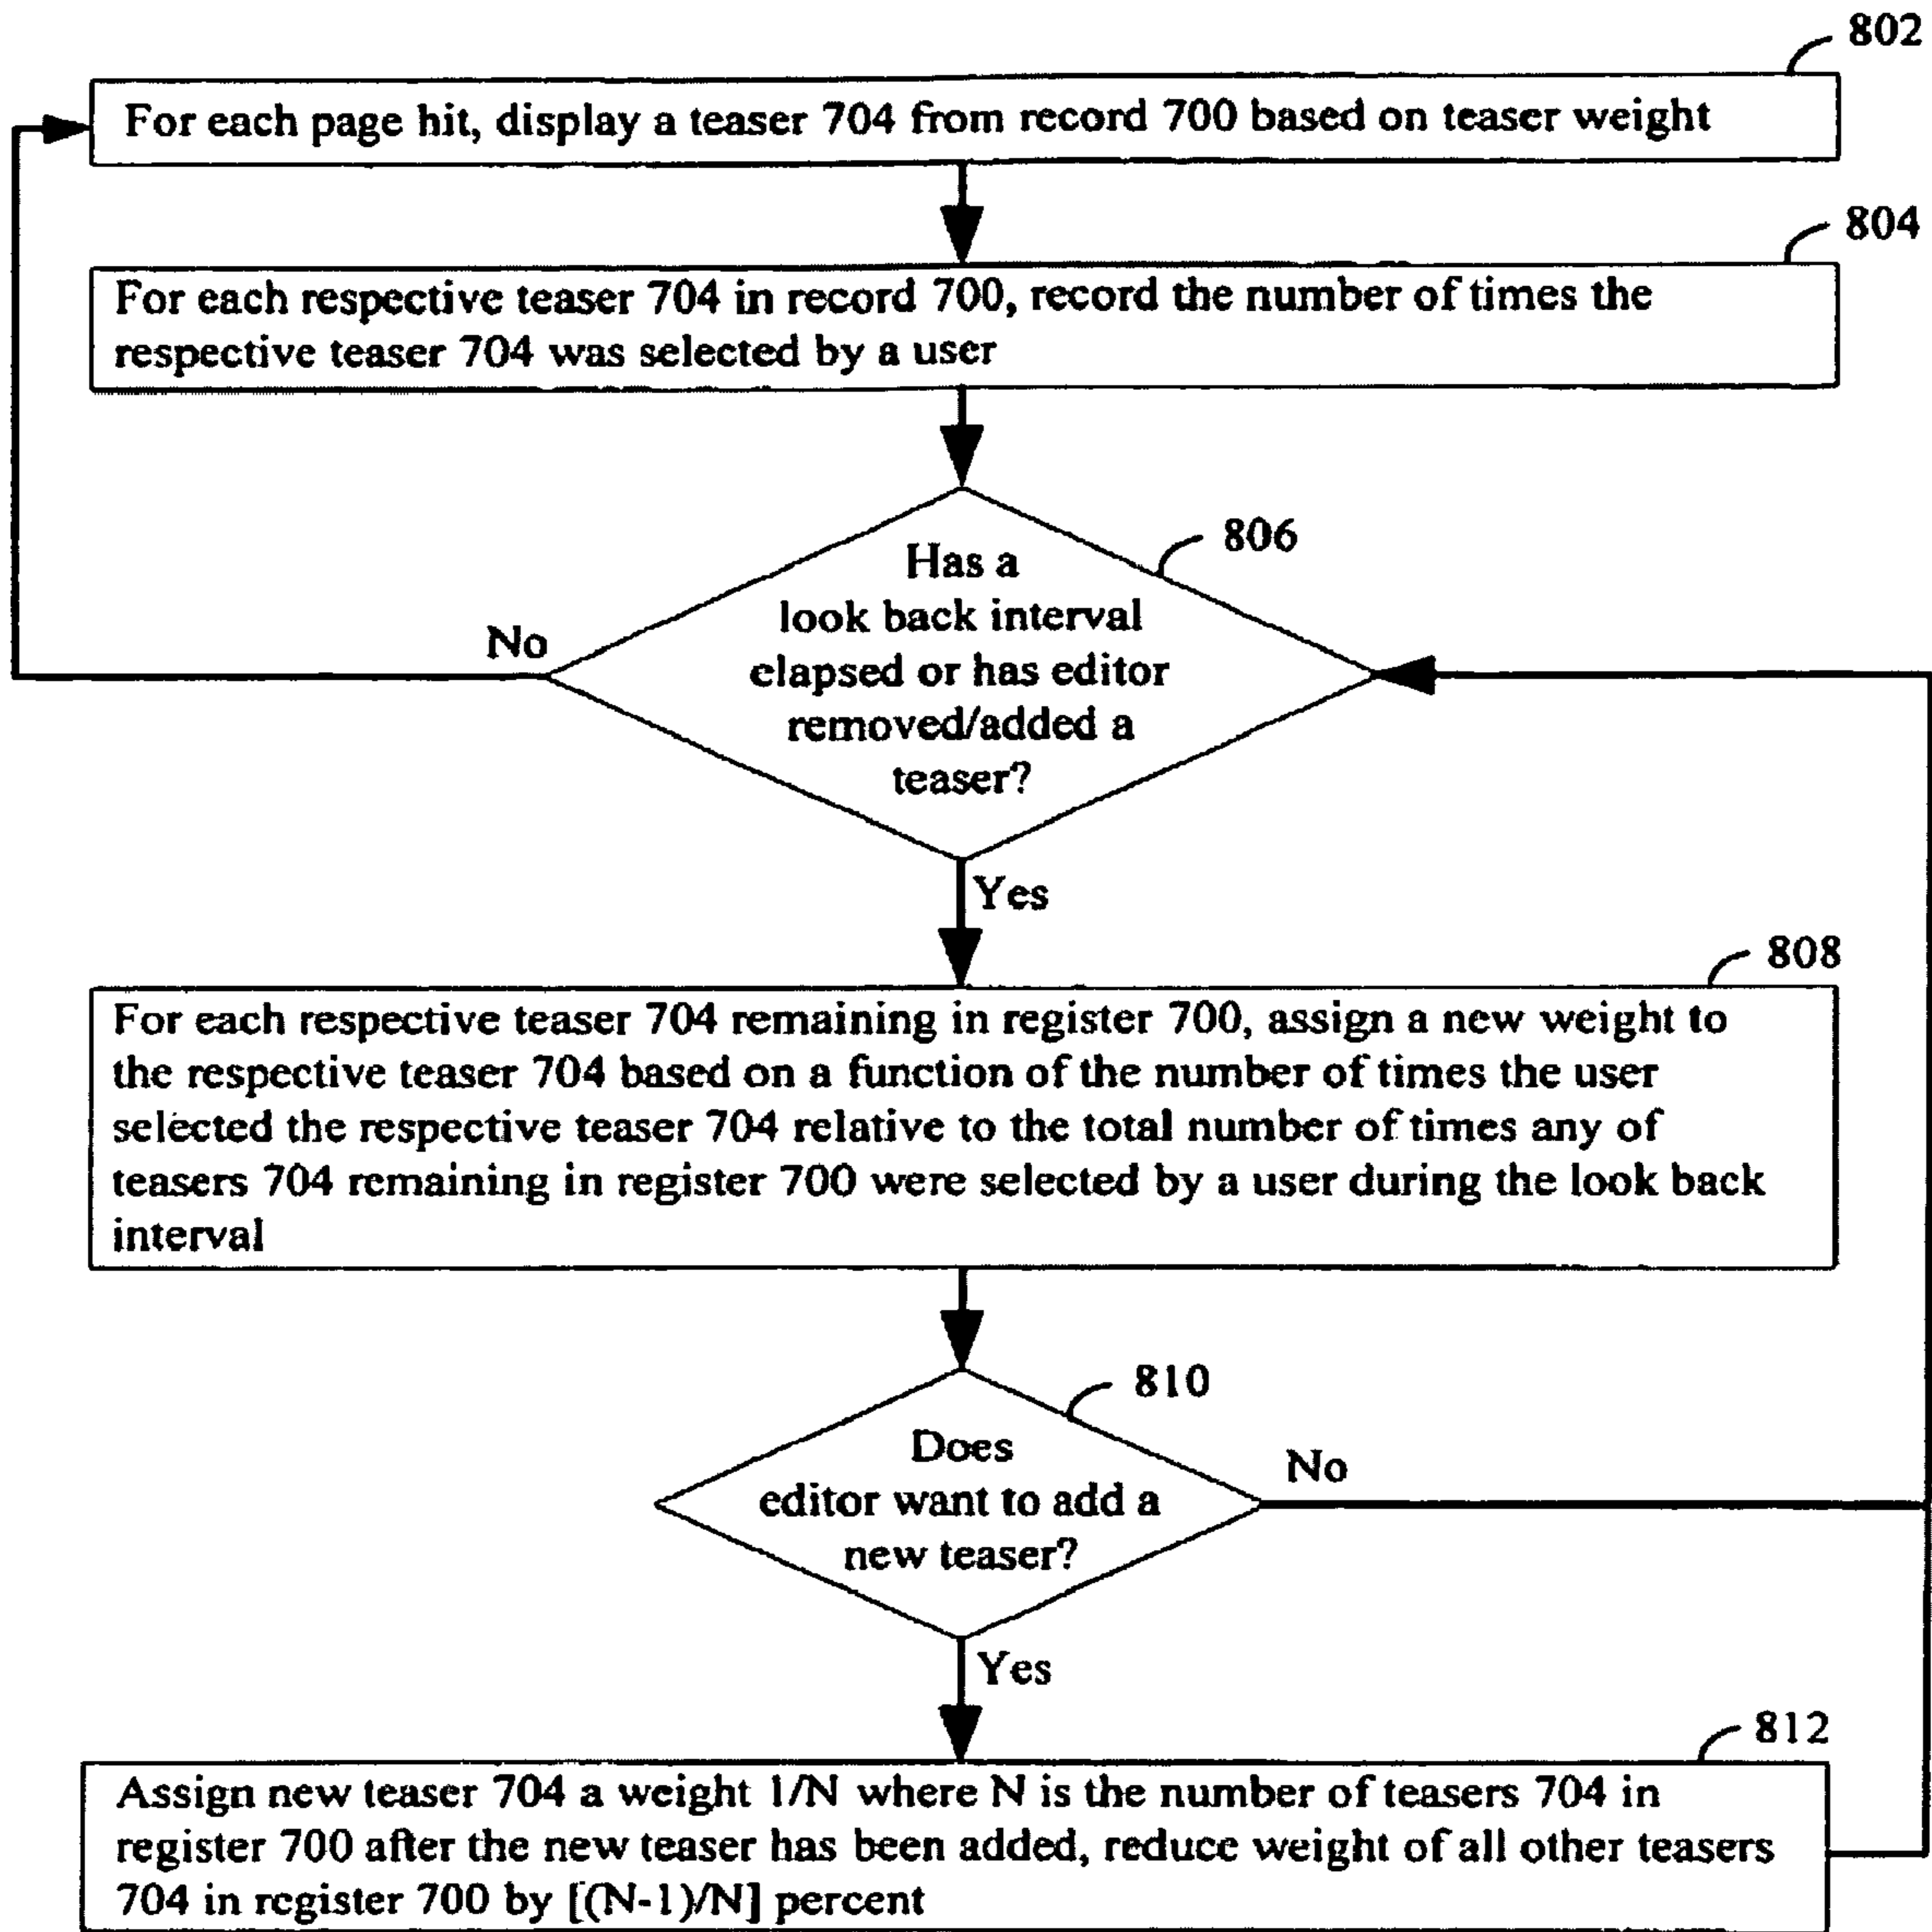 802
For each page hit, display a teaser 704 from record 700 based on teaser weight
804
For each respective teaser 704 in record 700, record the number of times the
respective teaser 704 was selected by a user
806
Has a
look back interval
elapsed or has editor
removed/added a
teaser?
No
Yes
808
For each respective teaser 704 remaining in register 700, assign a new weight to
the respective teaser 704 based on a function of the number of times the user
selected the respective teaser 704 relative to the total number of times any of
teasers 704 remaining in register 700 were selected by a user during the look back
interval
810
Does
editor want to add a
new teaser?
No
Yes
812
Assign new teaser 704 a weight 1/N where N is the number of teasers 704 in
register 700 after the new teaser has been added, reduce weight of all other teasers
704 in register 700 by [(N-1)/N] percent